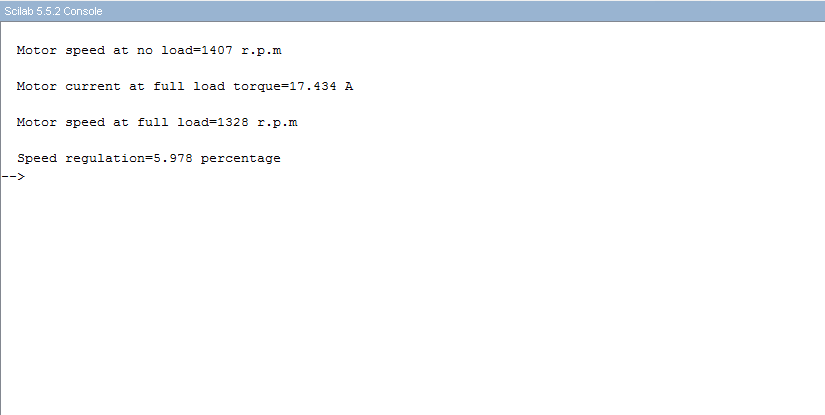 Scilab 5.5.2 Console
Motor speed at no load=1407 r.p.m
Motor current at full load torque=17.434 A
Motor speed at full load=1328 r.p.m
Speed regulation=5.978 percentage
-->